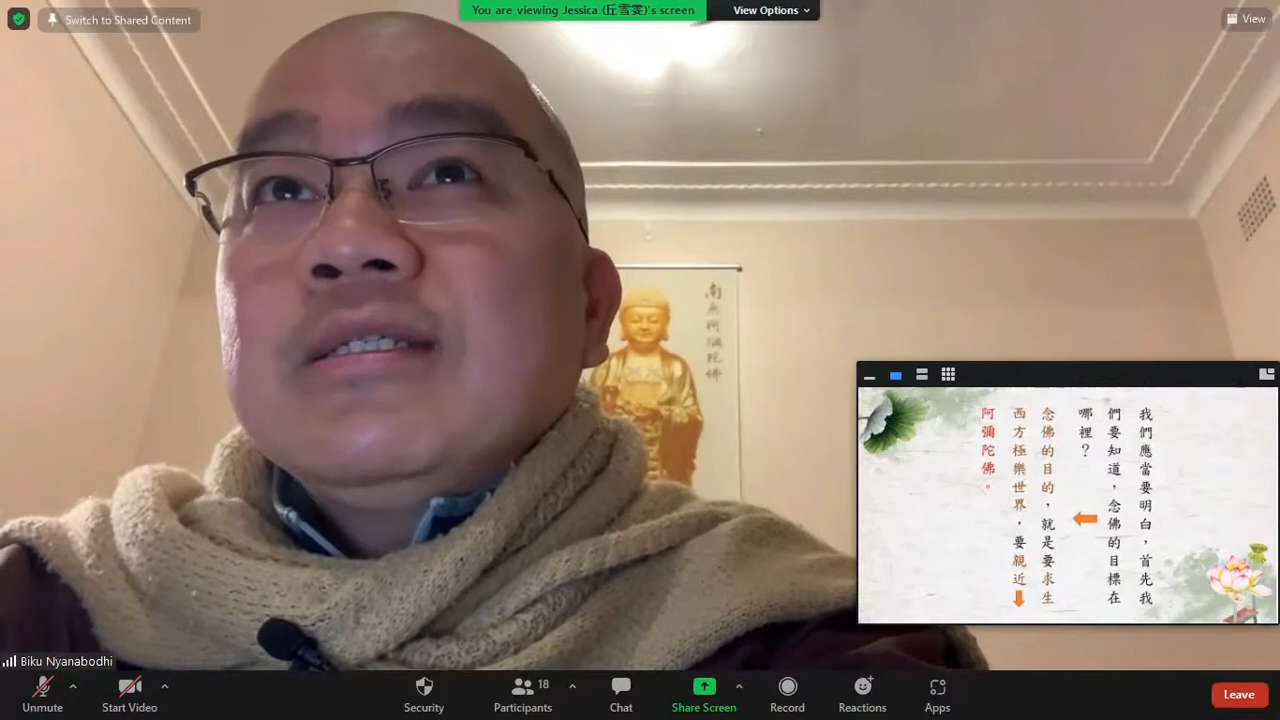 Switch to Shared Content
You are viewing Jessica (丘雪雯)'s screen
View Options
View
南無阿彌陀佛
我們應當要明白，首先我
們要知道，念佛的目標在
哪裡？
念佛的目的，就是要求生
西方極樂世界，要親近
阿彌陀佛。
Biku Nyanabodhi
Unmute
Start Video
Security
Participants
18
Chat
Share Screen
Record
Reactions
Apps
Leave